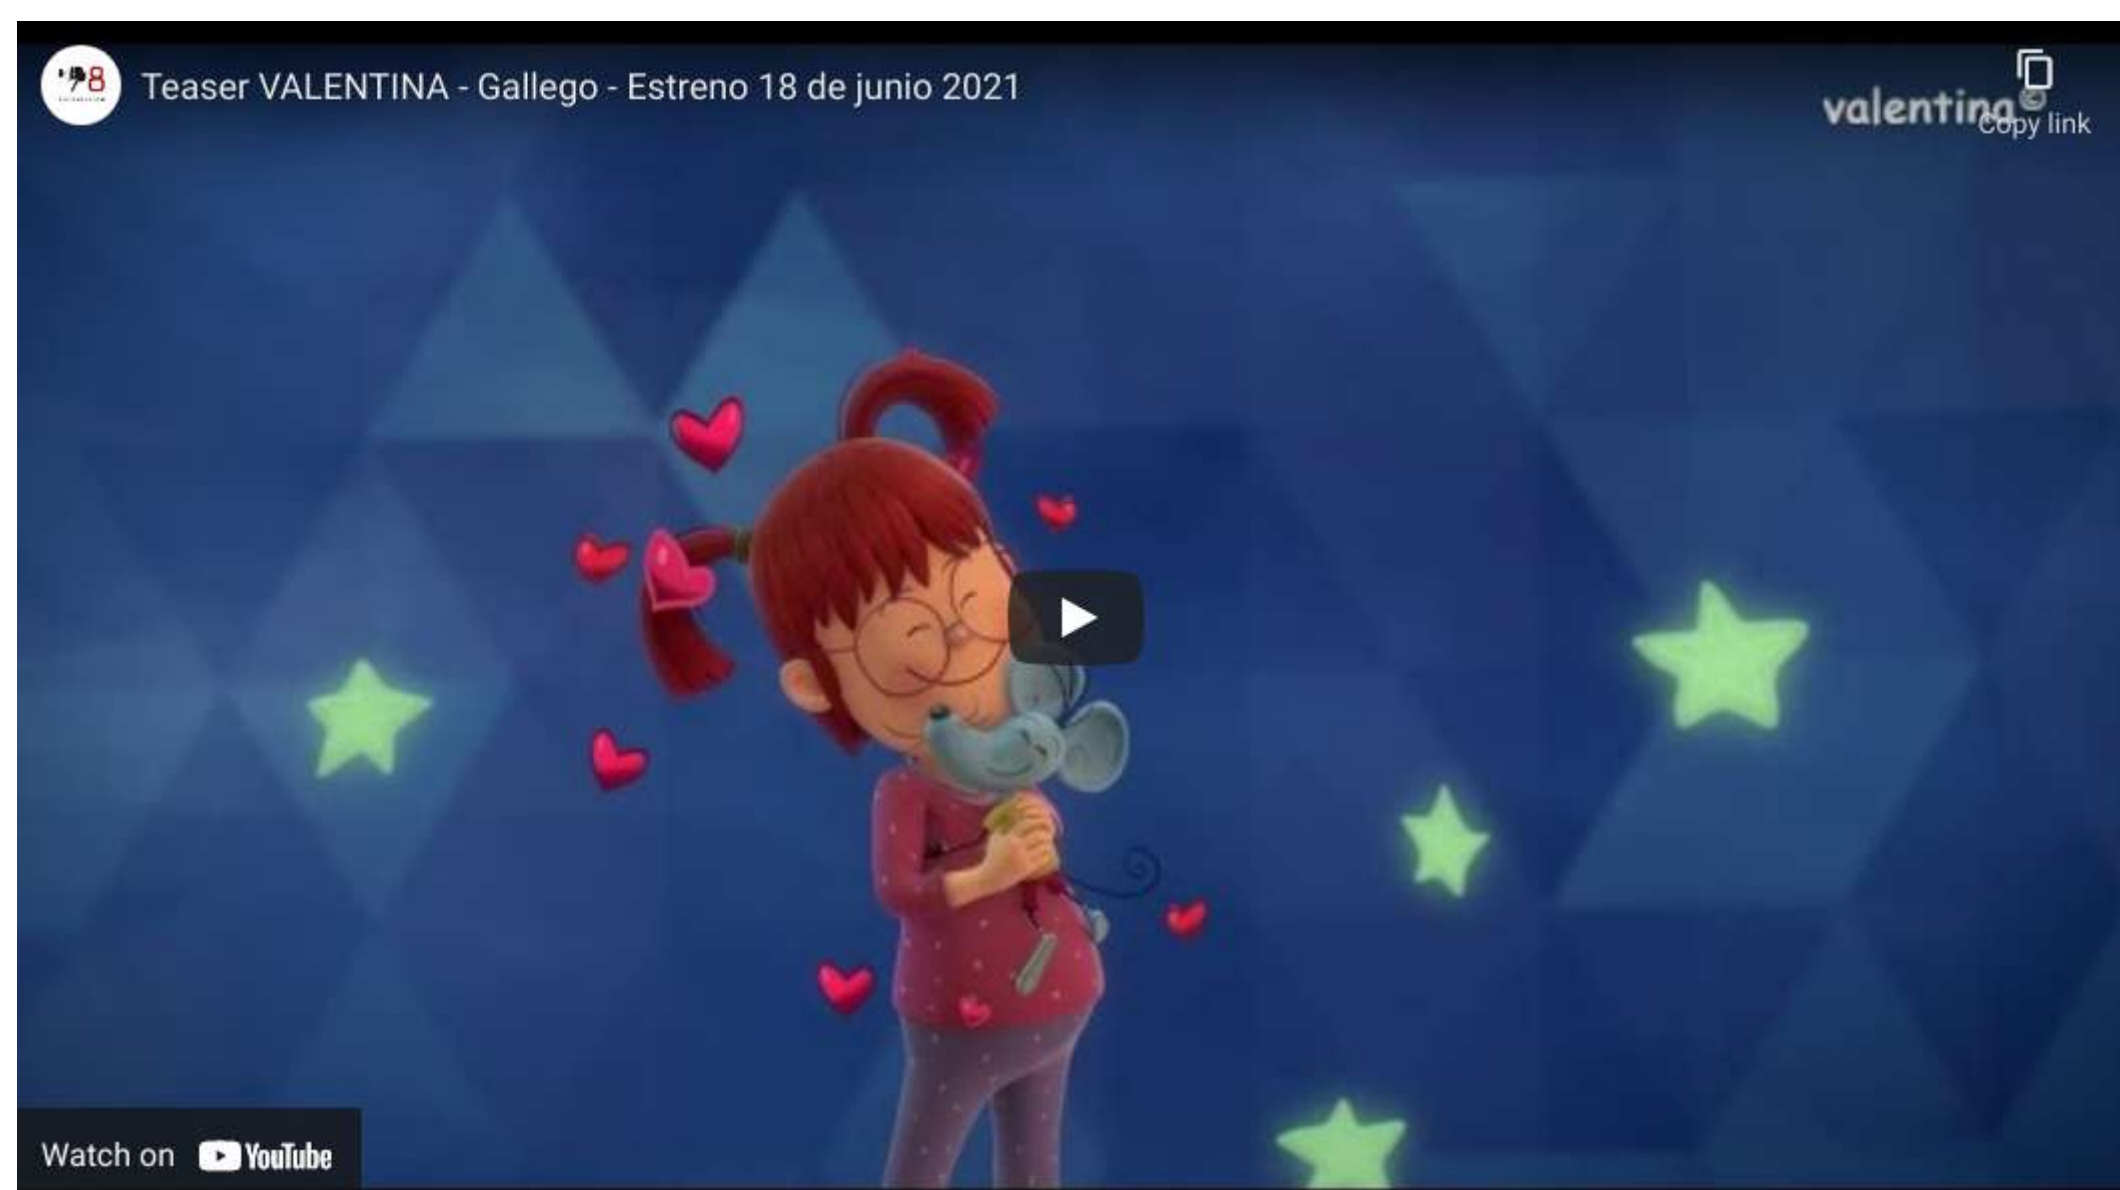 Teaser VALENTINA - Gallego - Estreno 18 de junio 2021
valentina©
Copy link
Watch on YouTube